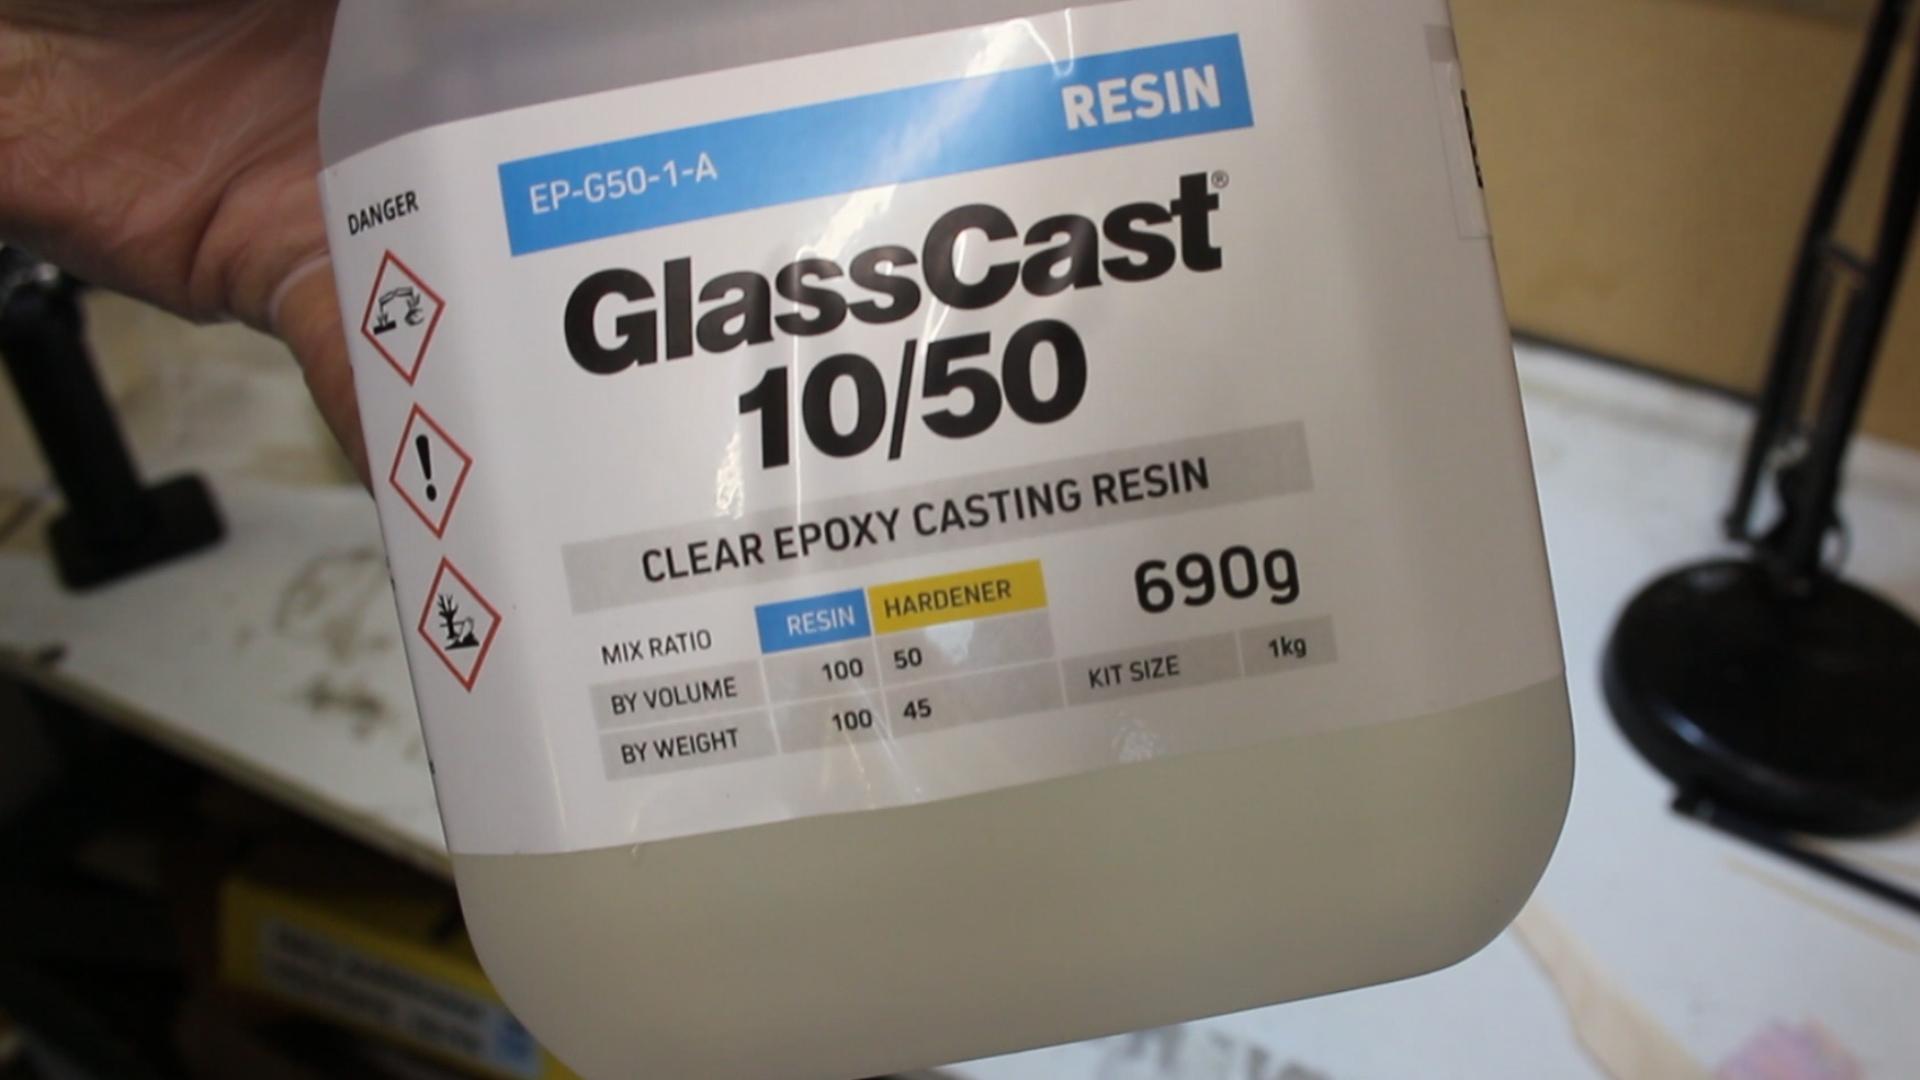 DANGER
EP-G50-1-A RESIN
GlassCast®
10/50
CLEAR EPOXY CASTING RESIN
690g
MIX RATIO RESIN HARDENER
BY VOLUME 100 50
BY WEIGHT 100 45
KIT SIZE 1kg